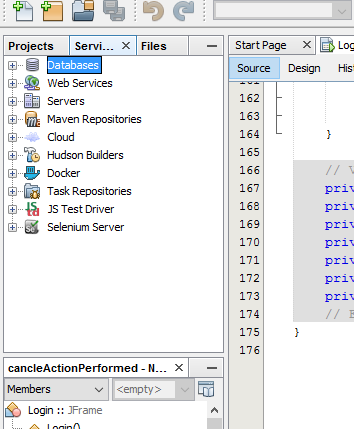 Projects Servi... Files
Databases
Web Services
Servers
Maven Repositories
Cloud
Hudson Builders
Docker
Task Repositories
JS Test Driver
Selenium Server
cancleActionPerformed - N...
Members <empty>
Login :: JFrame
Login()
Start Page Log
Source Design Hist
162
163
164 }
165
166 // V
167 priv
168 priv
169 priv
170 priv
171 priv
172 priv
173 priv
174 // E
175 }
176